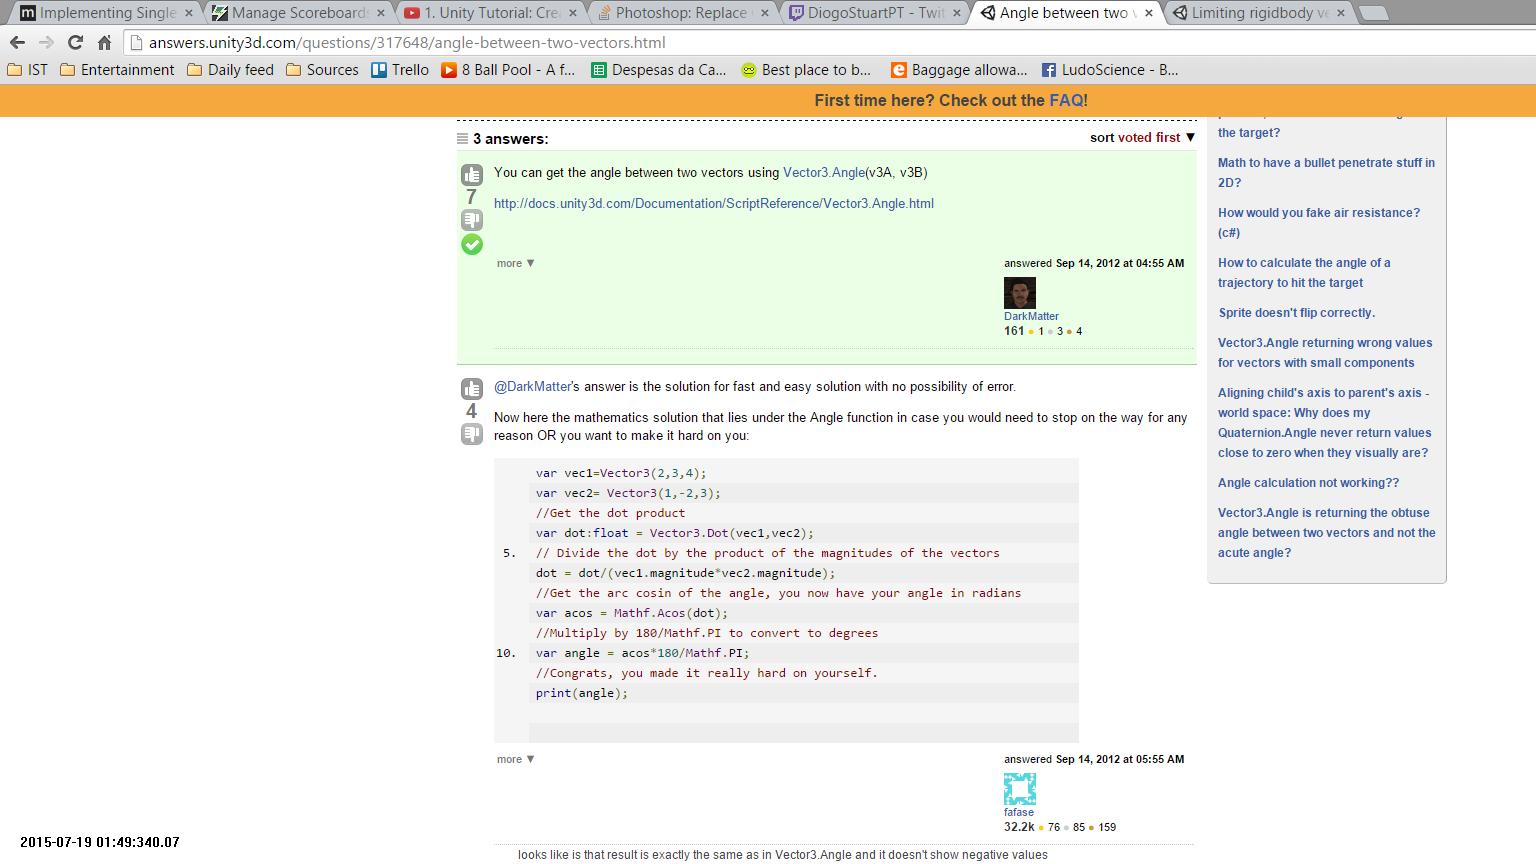 Implementing Single
Manage Scoreboards
1. Unity Tutorial: Cre
Photoshop: Replace
DiogoStuartPT - Twit
Angle between two v
Limiting rigidbody ve
answers.unity3d.com/questions/317648/angle-between-two-vectors.html
IST
Entertainment
Daily feed
Sources
Trello
8 Ball Pool - A f...
Despesas da Ca...
Best place to b...
Baggage allowa...
LudoScience - B...
First time here? Check out the FAQ!
3 answers:
sort voted first ▼
You can get the angle between two vectors using Vector3.Angle(v3A, v3B)
7
http://docs.unity3d.com/Documentation/ScriptReference/Vector3.Angle.html
more ▼
answered Sep 14, 2012 at 04:55 AM
DarkMatter
161 ● 1 ● 3 ● 4
@DarkMatter's answer is the solution for fast and easy solution with no possibility of error.
4
Now here the mathematics solution that lies under the Angle function in case you would need to stop on the way for any
reason OR you want to make it hard on you:
var vec1=Vector3(2,3,4);
var vec2= Vector3(1,-2,3);
//Get the dot product
var dot:float = Vector3.Dot(vec1,vec2);
5. // Divide the dot by the product of the magnitudes of the vectors
dot = dot/(vec1.magnitude*vec2.magnitude);
//Get the arc cosin of the angle, you now have your angle in radians
var acos = Mathf.Acos(dot);
//Multiply by 180/Mathf.PI to convert to degrees
10. var angle = acos*180/Mathf.PI;
//Congrats, you made it really hard on yourself.
print(angle);
more ▼
answered Sep 14, 2012 at 05:55 AM
fafase
32.2k ● 76 ● 85 ● 159
looks like is that result is exactly the same as in Vector3.Angle and it doesn't show negative values
the target?
Math to have a bullet penetrate stuff in
2D?
How would you fake air resistance?
(c#)
How to calculate the angle of a
trajectory to hit the target
Sprite doesn't flip correctly.
Vector3.Angle returning wrong values
for vectors with small components
Aligning child's axis to parent's axis -
world space: Why does my
Quaternion.Angle never return values
close to zero when they visually are?
Angle calculation not working??
Vector3.Angle is returning the obtuse
angle between two vectors and not the
acute angle?
2015-07-19 01:49:340.07